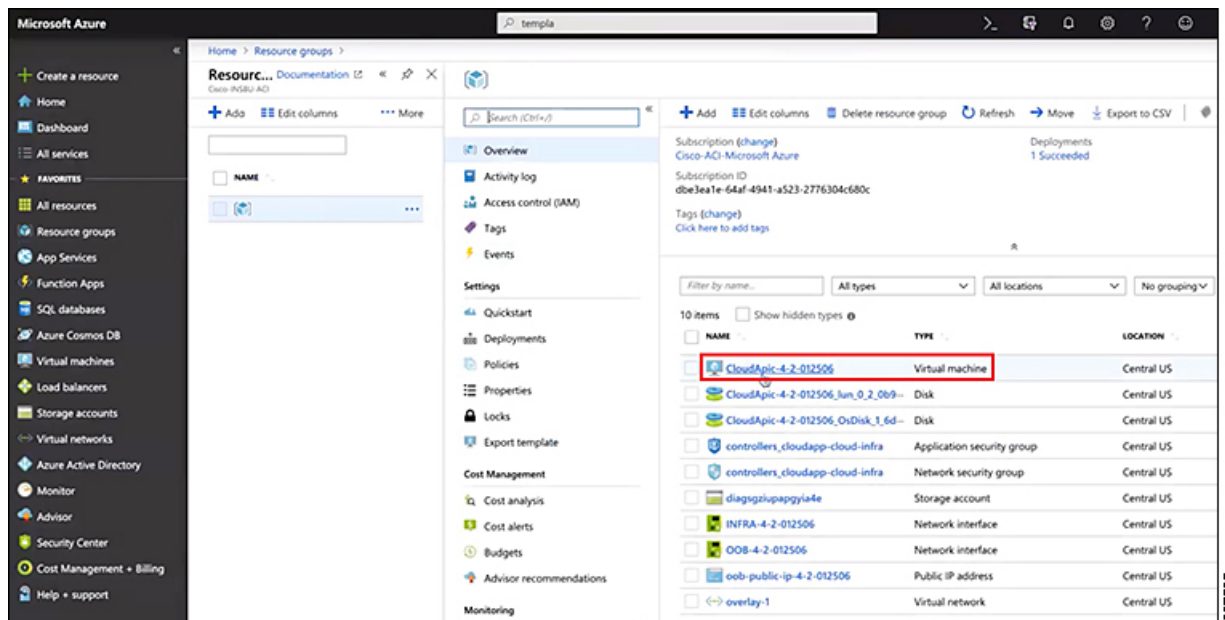 Microsoft Azure
templa
>_
?
«
Create a resource
Home
Dashboard
All services
FAVORITES
All resources
Resource groups
App Services
Function Apps
SQL databases
Azure Cosmos DB
Virtual machines
Load balancers
Storage accounts
Virtual networks
Azure Active Directory
Monitor
Advisor
Security Center
Cost Management + Billing
Help + support
Home > Resource groups >
Resourc... Documentation «
Cisco-INSBU-ACI
Add Edit columns ... More
NAME
...
Search (Ctrl+/) «
Overview
Activity log
Access control (IAM)
Tags
Events
Settings
Quickstart
Deployments
Policies
Properties
Locks
Export template
Cost Management
Cost analysis
Cost alerts
Budgets
Advisor recommendations
Monitoring
Add Edit columns Delete resource group Refresh Move Export to CSV
Subscription (change)
Cisco-ACI-Microsoft Azure
Deployments
1 Succeeded
Subscription ID
dbe3ea1e-64af-4941-a523-2776304c680c
Tags (change)
Click here to add tags
Filter by name... All types All locations No grouping
10 items Show hidden types
NAME TYPE LOCATION
CloudApic-4-2-012506 Virtual machine Central US
CloudApic-4-2-012506_lun_0_2_0b9... Disk Central US
CloudApic-4-2-012506_OsDisk_1_6d... Disk Central US
controllers_cloudapp-cloud-infra Application security group Central US
controllers_cloudapp-cloud-infra Network security group Central US
diagsgziupapgyia4e Storage account Central US
INFRA-4-2-012506 Network interface Central US
OOB-4-2-012506 Network interface Central US
oob-public-ip-4-2-012506 Public IP address Central US
overlay-1 Virtual network Central US